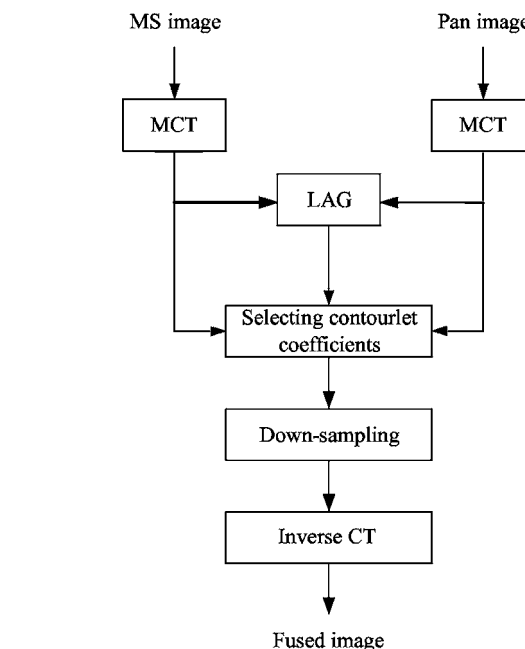 MS image
Pan image
MCT
MCT
LAG
Selecting contourlet
coefficients
Down-sampling
Inverse CT
Fused image